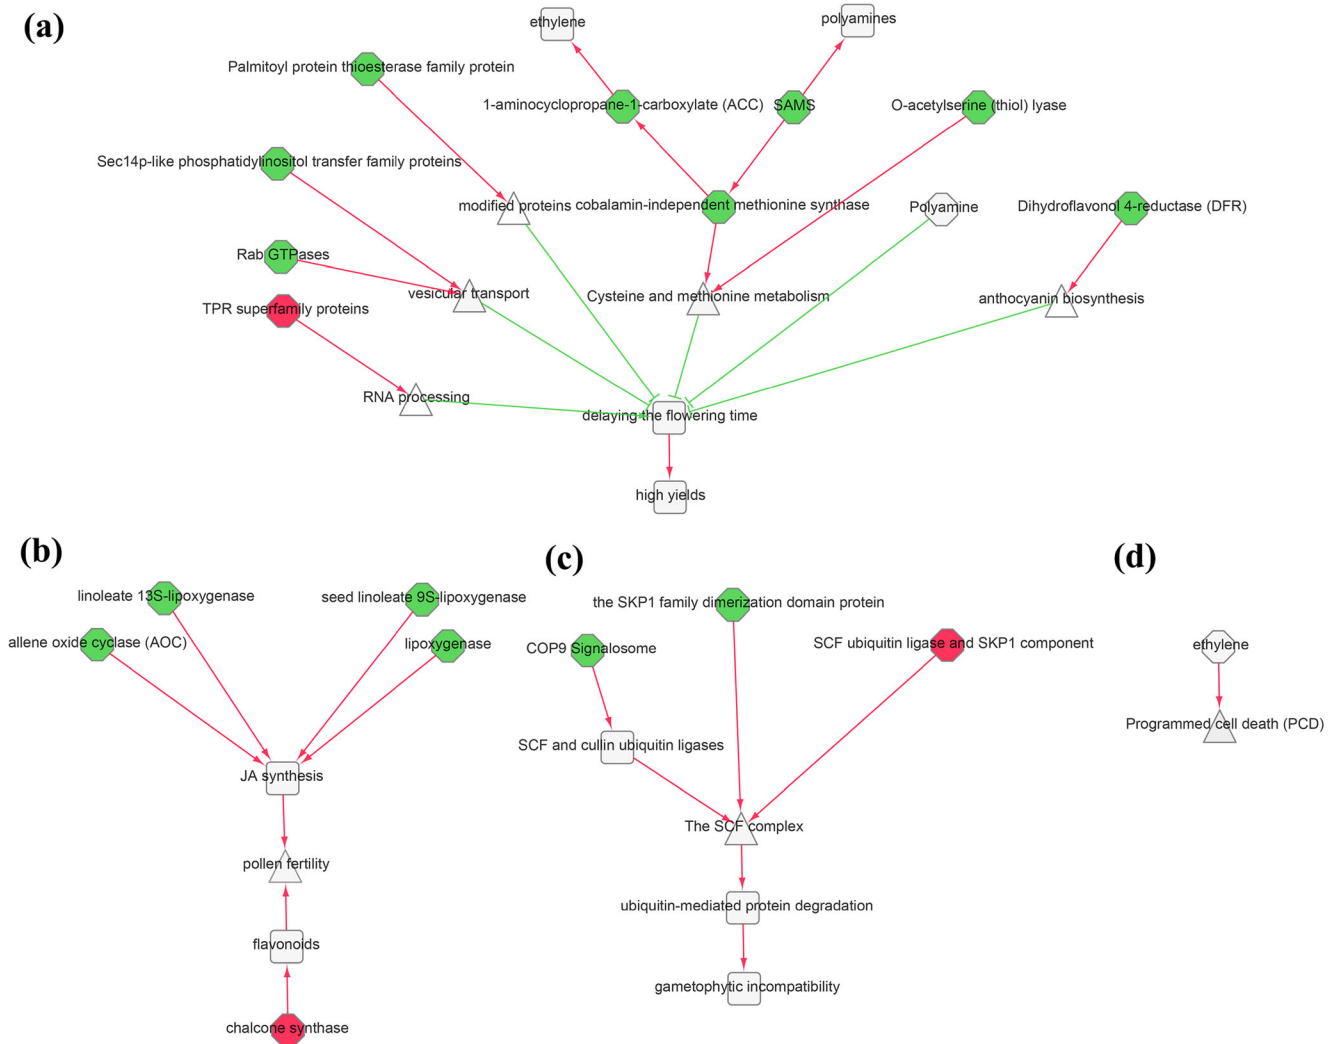 (a)
ethylene
polyamines
Palmitoyl protein thioesterase family protein
1-aminocyclopropane-1-carboxylate (ACC)
SAMS
O-acetylserine (thiol) lyase
Sec14p-like phosphatidylinositol transfer family proteins
modified proteins
cobalamin-independent methionine synthase
Polyamine
Dihydroflavonol 4-reductase (DFR)
Rab GTPases
vesicular transport
Cysteine and methionine metabolism
anthocyanin biosynthesis
TPR superfamily proteins
RNA processing
delaying the flowering time
high yields
(b)
linoleate 13S-lipoxygenase
seed linoleate 9S-lipoxygenase
allene oxide cyclase (AOC)
lipoxygenase
JA synthesis
pollen fertility
flavonoids
chalcone synthase
(c)
the SKP1 family dimerization domain protein
COP9 Signalosome
SCF ubiquitin ligase and SKP1 component
SCF and cullin ubiquitin ligases
The SCF complex
ubiquitin-mediated protein degradation
gametophytic incompatibility
(d)
ethylene
Programmed cell death (PCD)